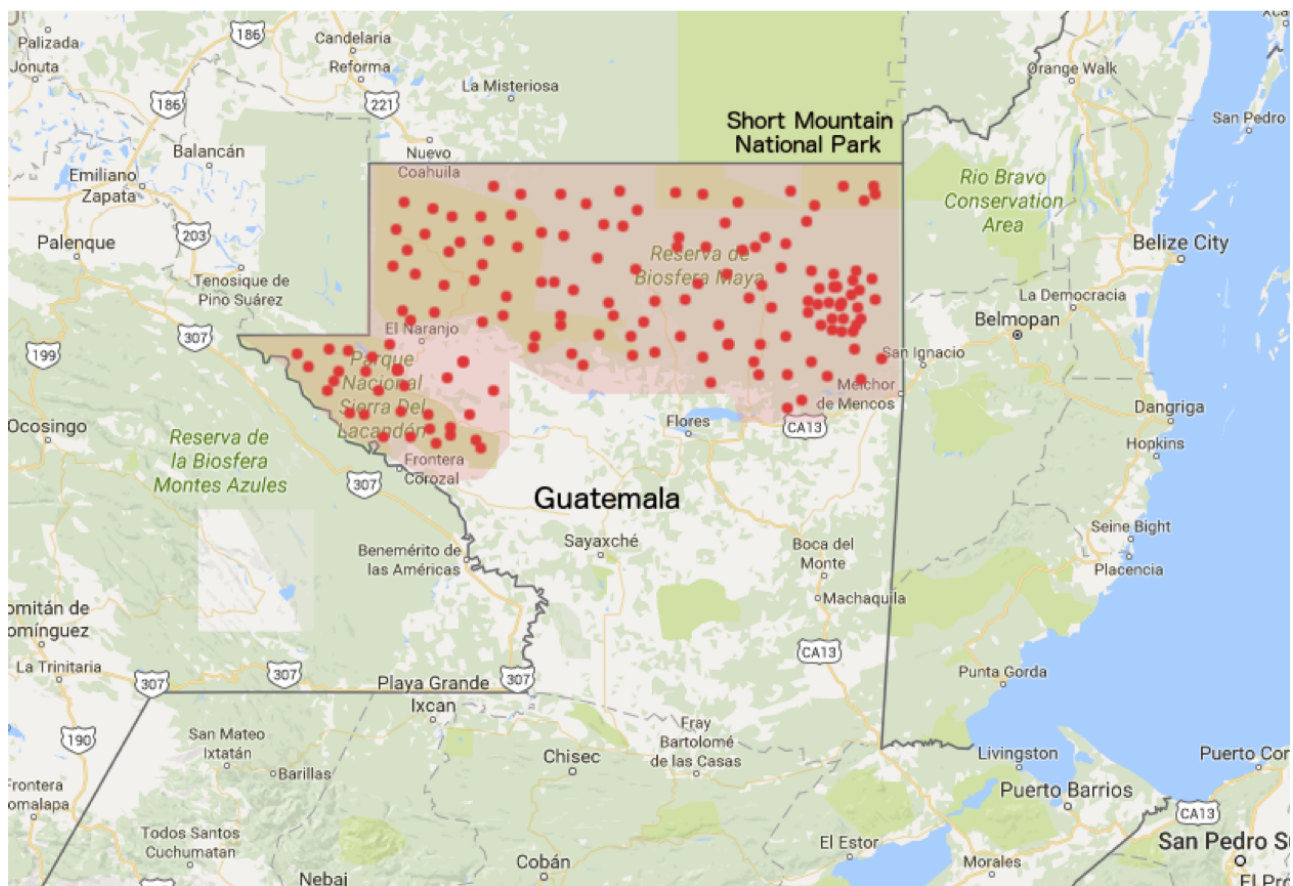 Palizada
186
Candelaria
Xca
Jonuta
Reforma
La Misteriosa
Orange Walk
186
221
San Pedro
Short Mountain
National Park
Balancán
Nuevo
Coahuila
Emiliano
Zapata
Rio Bravo
Conservation
Area
203
Palenque
Belize City
Reserva de
Biosfera Maya
Tenosique de
Pino Suárez
La Democracia
307
El Naranjo
Belmopan
199
San Ignacio
Parque
Nacional
Sierra Del
Lacandón
Melchor
de Mencos
Dangriga
Ocosingo
Flores
CA13
Hopkins
Reserva de
la Biosfera
Montes Azules
Frontera
Corozal
307
Guatemala
Seine Bight
Sayaxché
Boca del
Monte
Benemérito de
las Américas
Placencia
Machaquila
omitán de
omínguez
CA13
La Trinitaria
Punta Gorda
307
307
307
Playa Grande
Ixcan
190
San Mateo
Ixtatán
Fray
Bartolomé
de las Casas
Livingston
Puerto Cor
Chisec
Barillas
Frontera
omalapa
Puerto Barrios
CA13
Todos Santos
Cuchumatan
El Estor
San Pedro Su
Cobán
Morales
Nebaj
El Pro